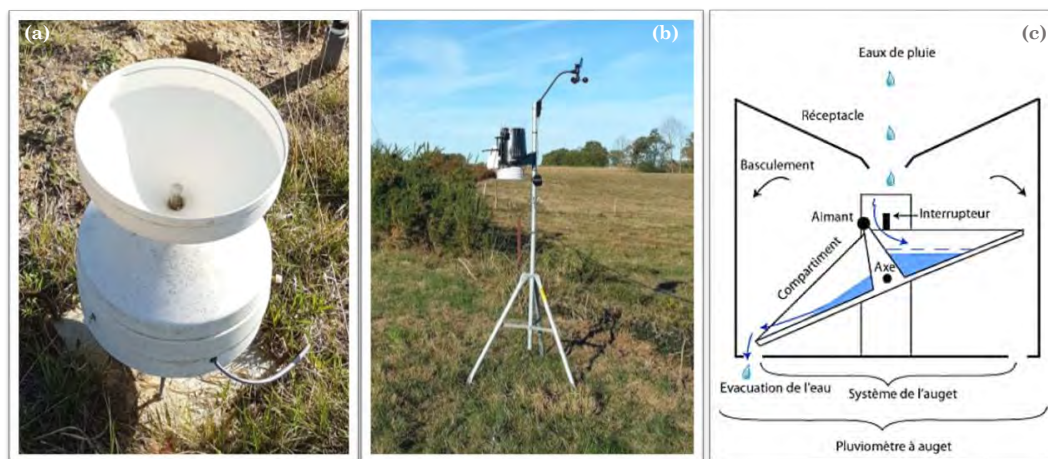 (a)
(b)
(c)
Eaux de pluie
Réceptacle
Basculement
Aimant
Interrupteur
Compartiment
Axe
Evacuation de l'eau
Système de l'auget
Pluviomètre à auget